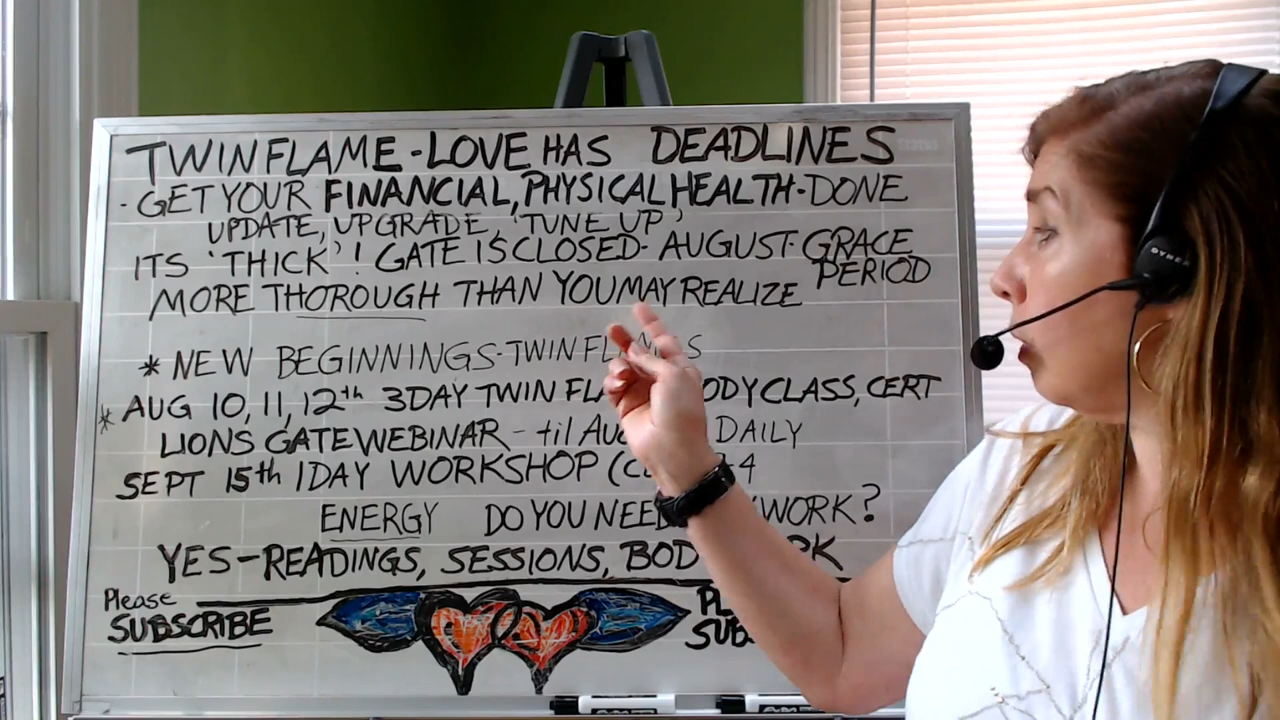 TWINFLAME-LOVE HAS DEADLINES
-GET YOUR FINANCIAL, PHYSICAL HEALTH-DONE
UPDATE, UPGRADE, 'TUNE UP'
ITS 'THICK'! GATE IS CLOSED- AUGUST- GRACE PERIOD
MORE THOROUGH THAN YOU MAY REALIZE
* NEW BEGINNINGS-TWIN
* AUG 10, 11, 12th 3DAY TWIN CLASS, CERT
LIONS GATE WEBINAR - til DAILY
SEPT 15th 1DAY WORKSHOP
ENERGY DO YOU NEED WORK?
YES-READINGS, SESSIONS,
Please
SUBSCRIBE
DYNEX